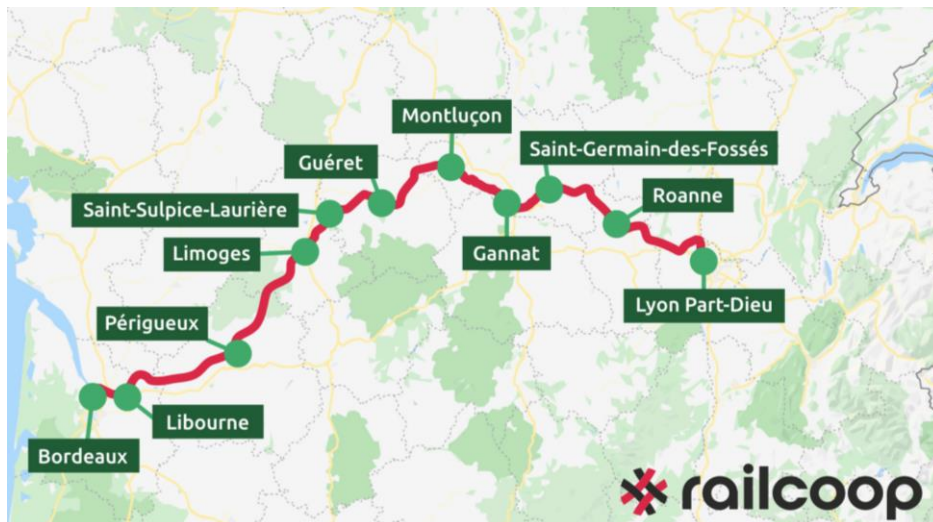 Montluçon
Saint-Germain-des-Fossés
Guéret
Roanne
Saint-Sulpice-Laurière
Limoges
Gannat
Lyon Part-Dieu
Périgueux
Libourne
Bordeaux
railcoop